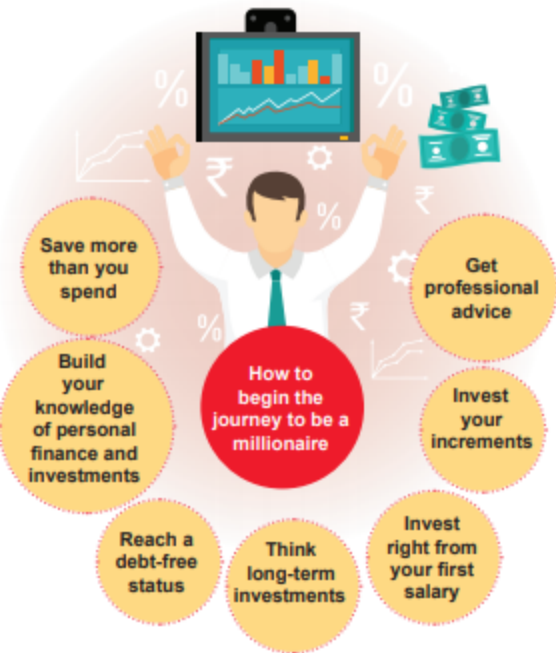 %
%
₹
₹
%
₹
%
Save more
than you
spend
Build
your
knowledge
of personal
finance and
investments
Reach a
debt-free
status
Think
long-term
investments
Invest
right from
your first
salary
Invest
your
increments
Get
professional
advice
How to
begin the
journey to be a
millionaire